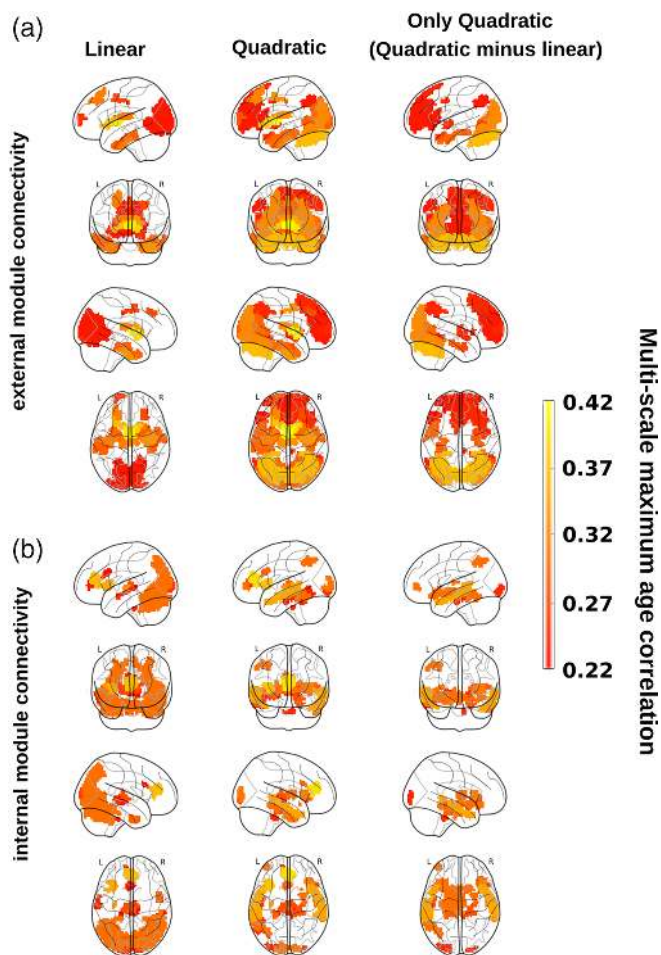 (a)
Linear
Quadratic
Only Quadratic
(Quadratic minus linear)
external module connectivity
L R
L R
L R
L R
L R
L R
(b)
internal module connectivity
L R
L R
L R
L R
L R
L R
0.42
0.37
0.32
0.27
0.22
Multi-scale maximum age correlation